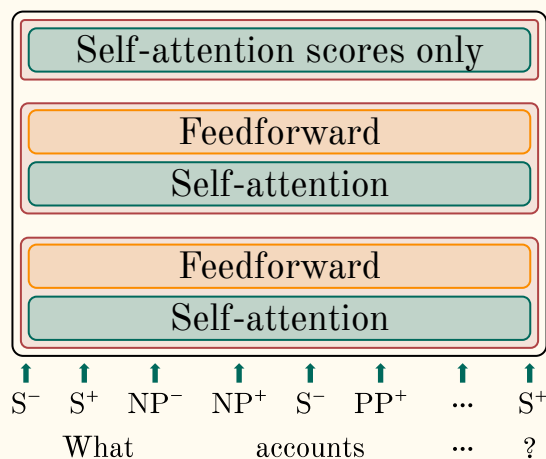 Self-attention scores only
Feedforward
Self-attention
Feedforward
Self-attention
S⁻ S⁺ NP⁻ NP⁺ S⁻ PP⁺ ... S⁺
What accounts ... ?